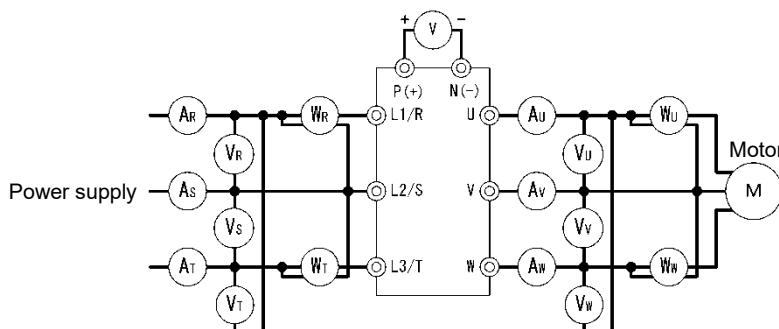 + V −
P(+) N(−)
AR WR L1/R U AU WU
VR VU Motor
Power supply AS L2/S V AV M
VS VV
AT WT L3/T W AW WW
VT VW